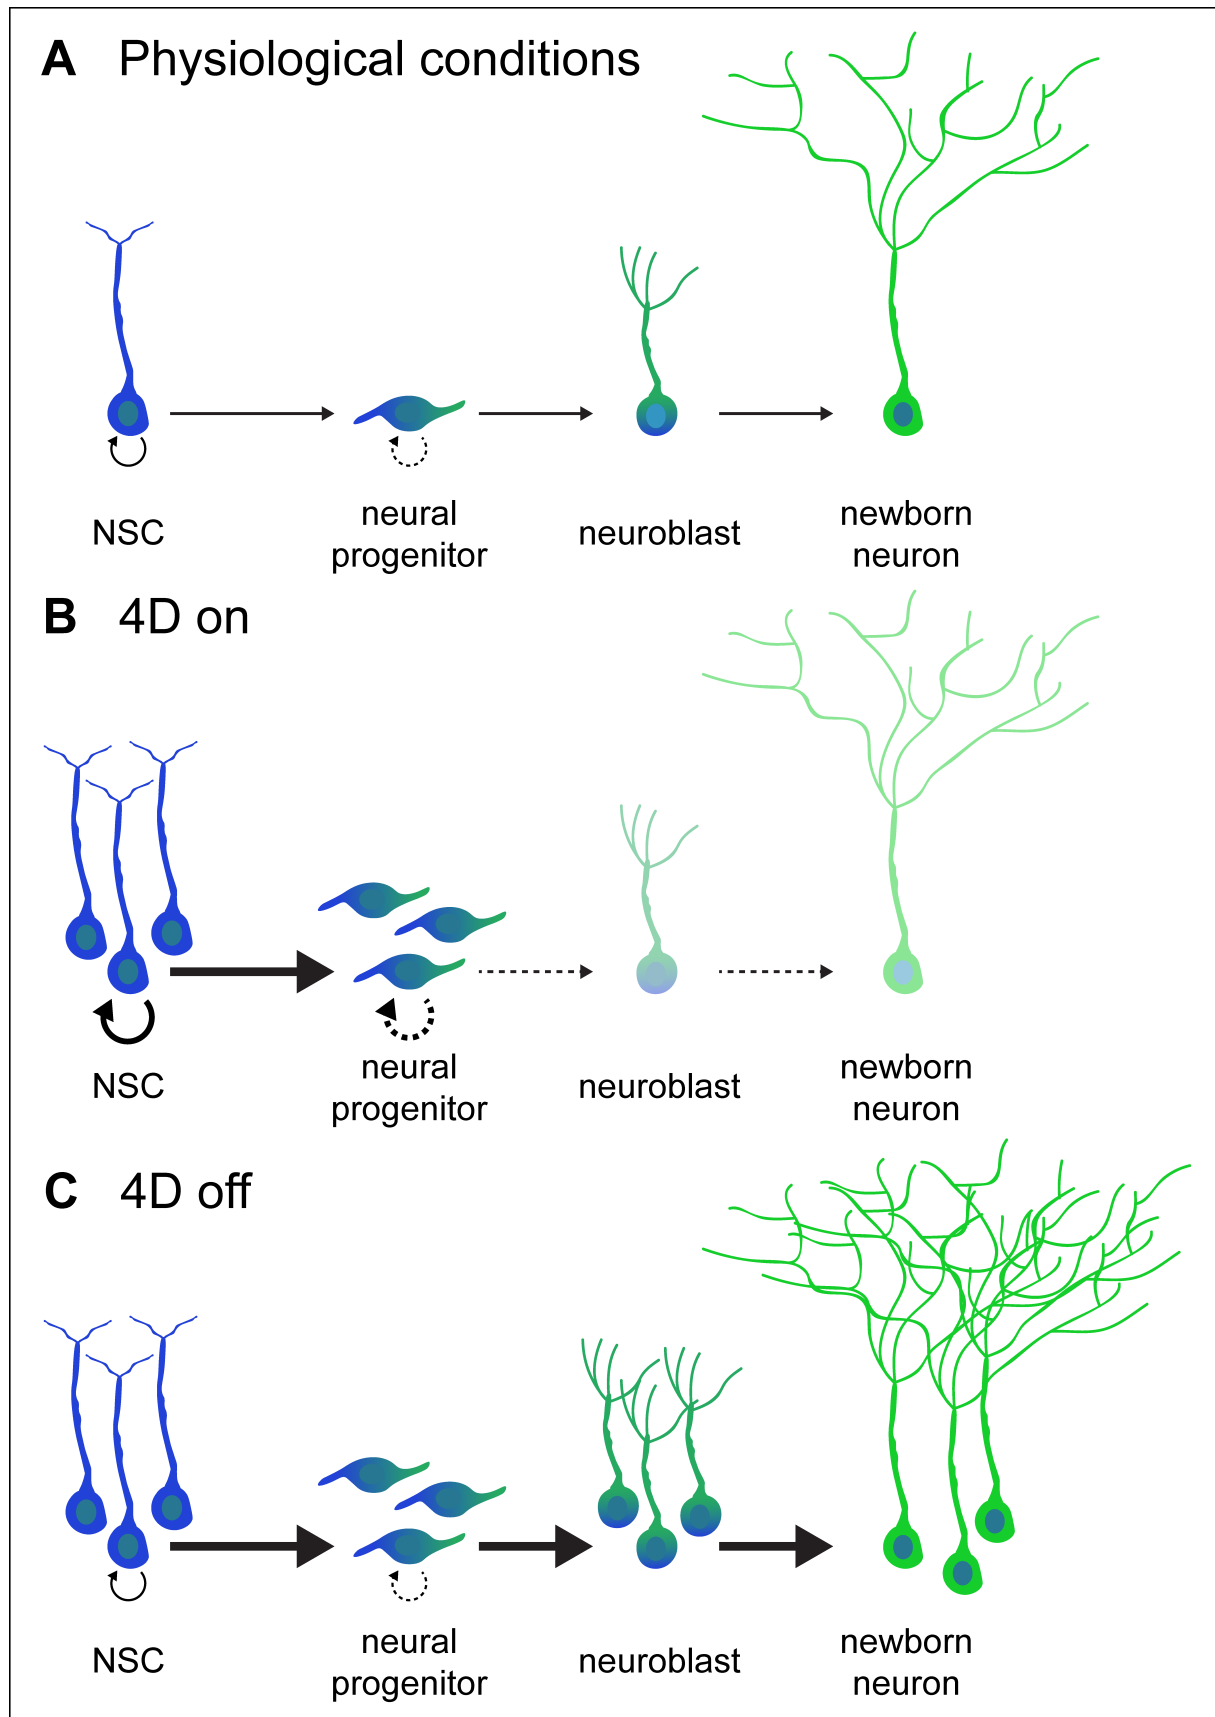 A Physiological conditions
NSC
neural
progenitor
neuroblast
newborn
neuron
B 4D on
NSC
neural
progenitor
neuroblast
newborn
neuron
C 4D off
NSC
neural
progenitor
neuroblast
newborn
neuron